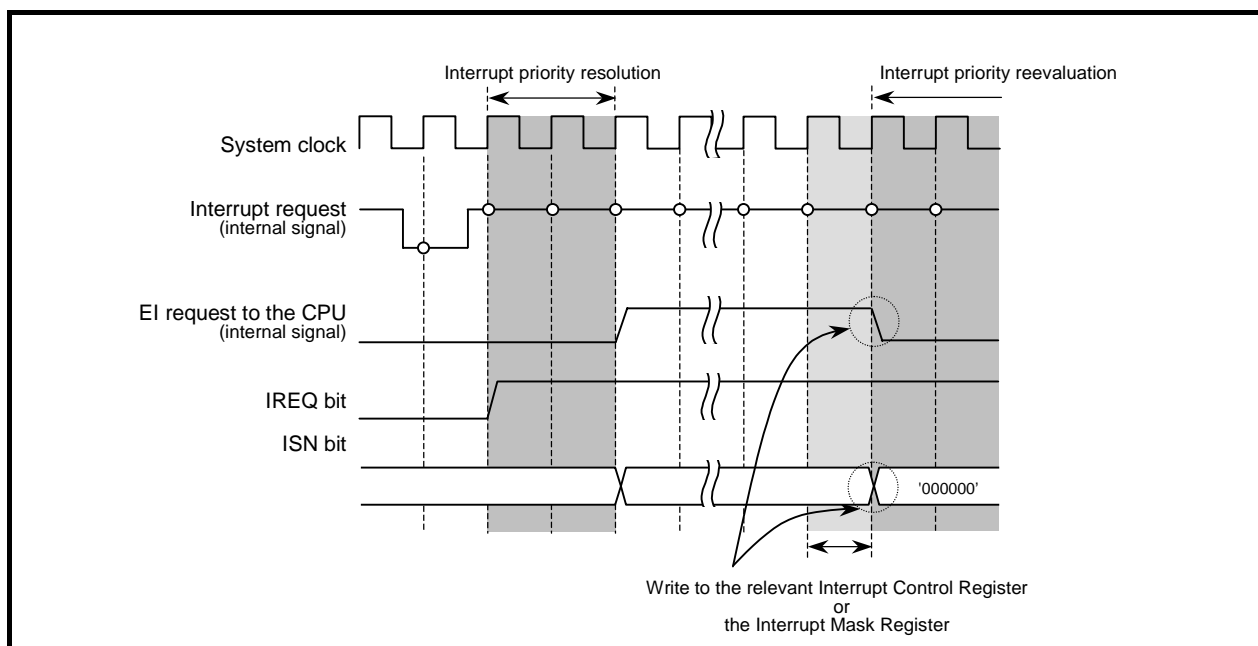 Interrupt priority resolution
Interrupt priority reevaluation
System clock
Interrupt request
(internal signal)
EI request to the CPU
(internal signal)
IREQ bit
ISN bit
'000000'
Write to the relevant Interrupt Control Register
or
the Interrupt Mask Register